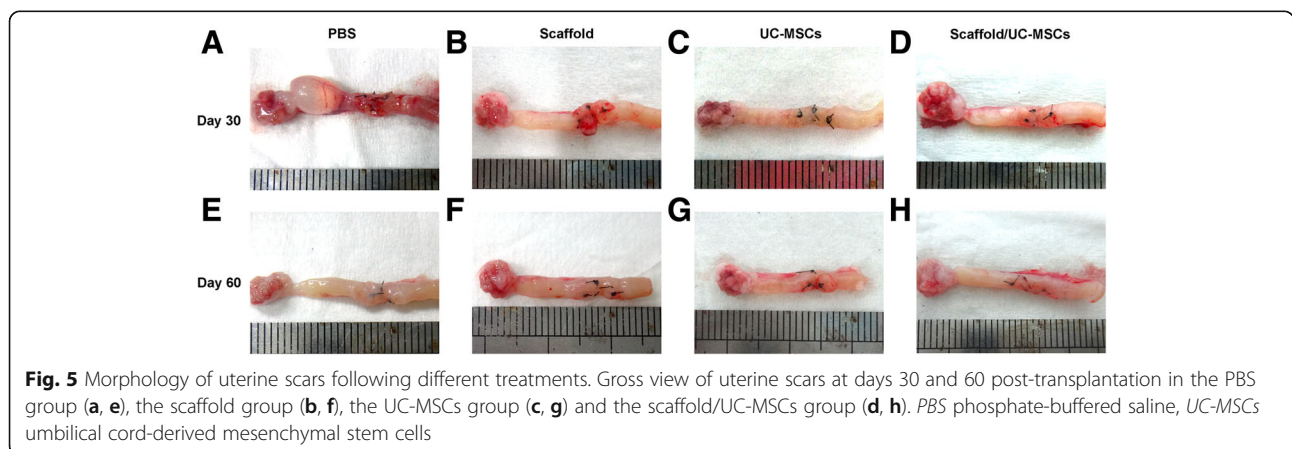 A PBS B Scaffold C UC-MSCs D Scaffold/UC-MSCs
Day 30
E F G H
Day 60
Fig. 5 Morphology of uterine scars following different treatments. Gross view of uterine scars at days 30 and 60 post-transplantation in the PBS
group (a, e), the scaffold group (b, f), the UC-MSCs group (c, g) and the scaffold/UC-MSCs group (d, h). PBS phosphate-buffered saline, UC-MSCs
umbilical cord-derived mesenchymal stem cells